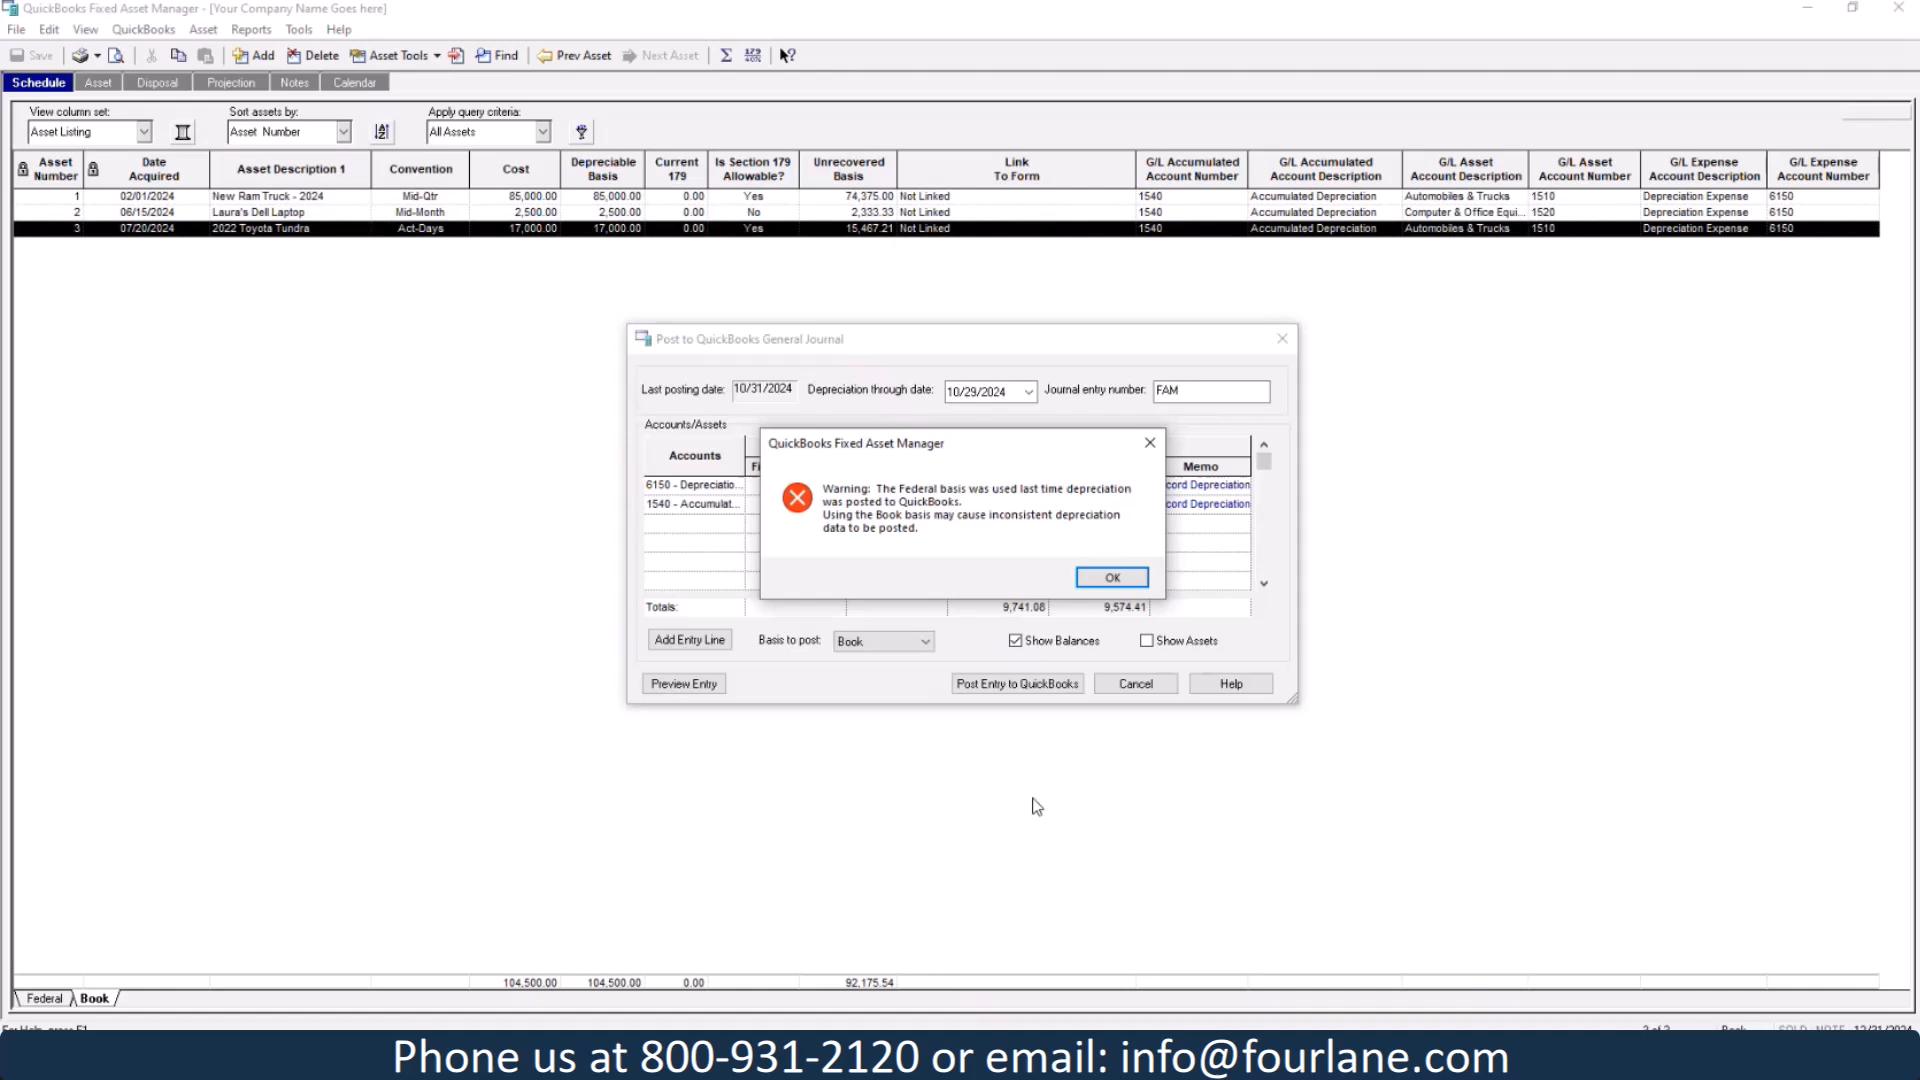 QuickBooks Fixed Asset Manager - [Your Company Name Goes here]
File Edit View QuickBooks Asset Reports Tools Help
Save Add Delete Asset Tools Find Prev Asset Next Asset
Schedule Asset Disposal Projection Notes Calendar
View column set: Sort assets by: Apply query criteria:
Asset Listing Asset Number All Assets
Asset Number Date Acquired Asset Description 1 Convention Cost Depreciable Basis Current 179 Is Section 179 Allowable? Unrecovered Basis Link To Form G/L Accumulated Account Number G/L Accumulated Account Description G/L Asset Account Description G/L Asset Account Number G/L Expense Account Description G/L Expense Account Number
1 02/01/2024 New Ram Truck - 2024 Mid-Qtr 85,000.00 85,000.00 0.00 Yes 74,375.00 Not Linked 1540 Accumulated Depreciation Automobiles & Trucks 1510 Depreciation Expense 6150
2 06/15/2024 Laura's Dell Laptop Mid-Month 2,500.00 2,500.00 0.00 No 2,333.33 Not Linked 1540 Accumulated Depreciation Computer & Office Equi... 1520 Depreciation Expense 6150
3 07/20/2024 2022 Toyota Tundra Act-Days 17,000.00 17,000.00 0.00 Yes 15,467.21 Not Linked 1540 Accumulated Depreciation Automobiles & Trucks 1510 Depreciation Expense 6150
Post to QuickBooks General Journal
Last posting date: 10/31/2024 Depreciation through date: 10/29/2024 Journal entry number: FAM
Accounts/Assets
Accounts Fi Memo
6150 - Depreciatio... cord Depreciation
1540 - Accumulat... cord Depreciation
QuickBooks Fixed Asset Manager
Warning: The Federal basis was used last time depreciation
was posted to QuickBooks.
Using the Book basis may cause inconsistent depreciation
data to be posted.
OK
Totals: 9,741.08 9,574.41
Add Entry Line Basis to post: Book Show Balances Show Assets
Preview Entry Post Entry to QuickBooks Cancel Help
104,500.00 104,500.00 0.00 92,175.54
Federal Book
Phone us at 800-931-2120 or email: info@fourlane.com